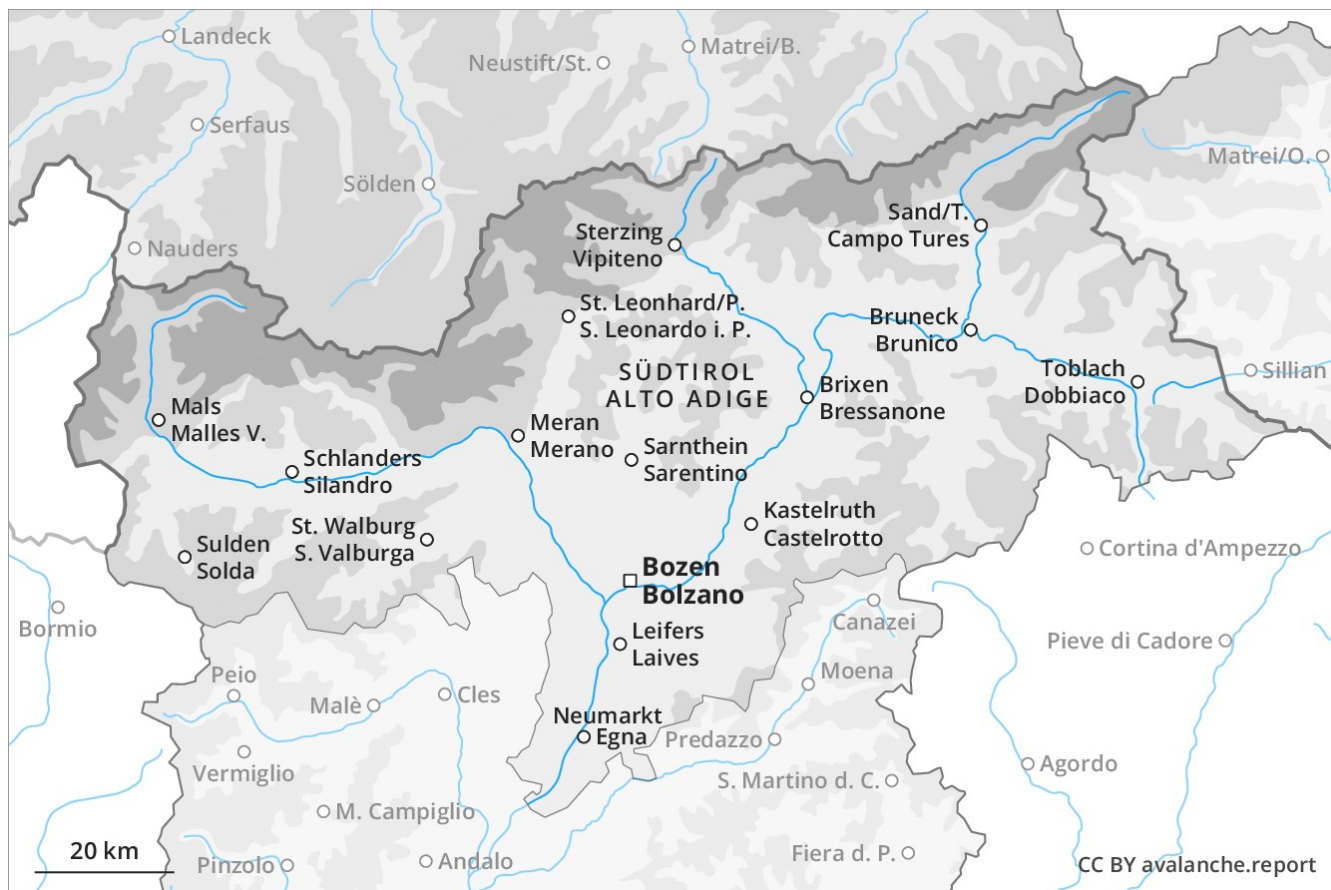 Landeck
Neustift/St.
Matrei/B.
Serfaus
Matrei/O.
Sölden
Nauders
Sterzing
Vipiteno
Sand/T.
Campo Tures
St. Leonhard/P.
S. Leonardo i. P.
Bruneck
Brunico
SÜDTIROL
ALTO ADIGE
Toblach
Dobbiaco
Sillian
Brixen
Bressanone
Mals
Malles V.
Meran
Merano
Sarnthein
Sarentino
Schlanders
Silandro
St. Walburg
S. Valburga
Kastelruth
Castelrotto
Sulden
Solda
Cortina d'Ampezzo
Bozen
Bolzano
Bormio
Canazei
Leifers
Laives
Pieve di Cadore
Peio
Moena
Malè
Cles
Neumarkt
Egna
Predazzo
Vermiglio
Agordo
S. Martino d. C.
M. Campiglio
20 km
Pinzolo
Andalo
Fiera d. P.
CC BY avalanche.report